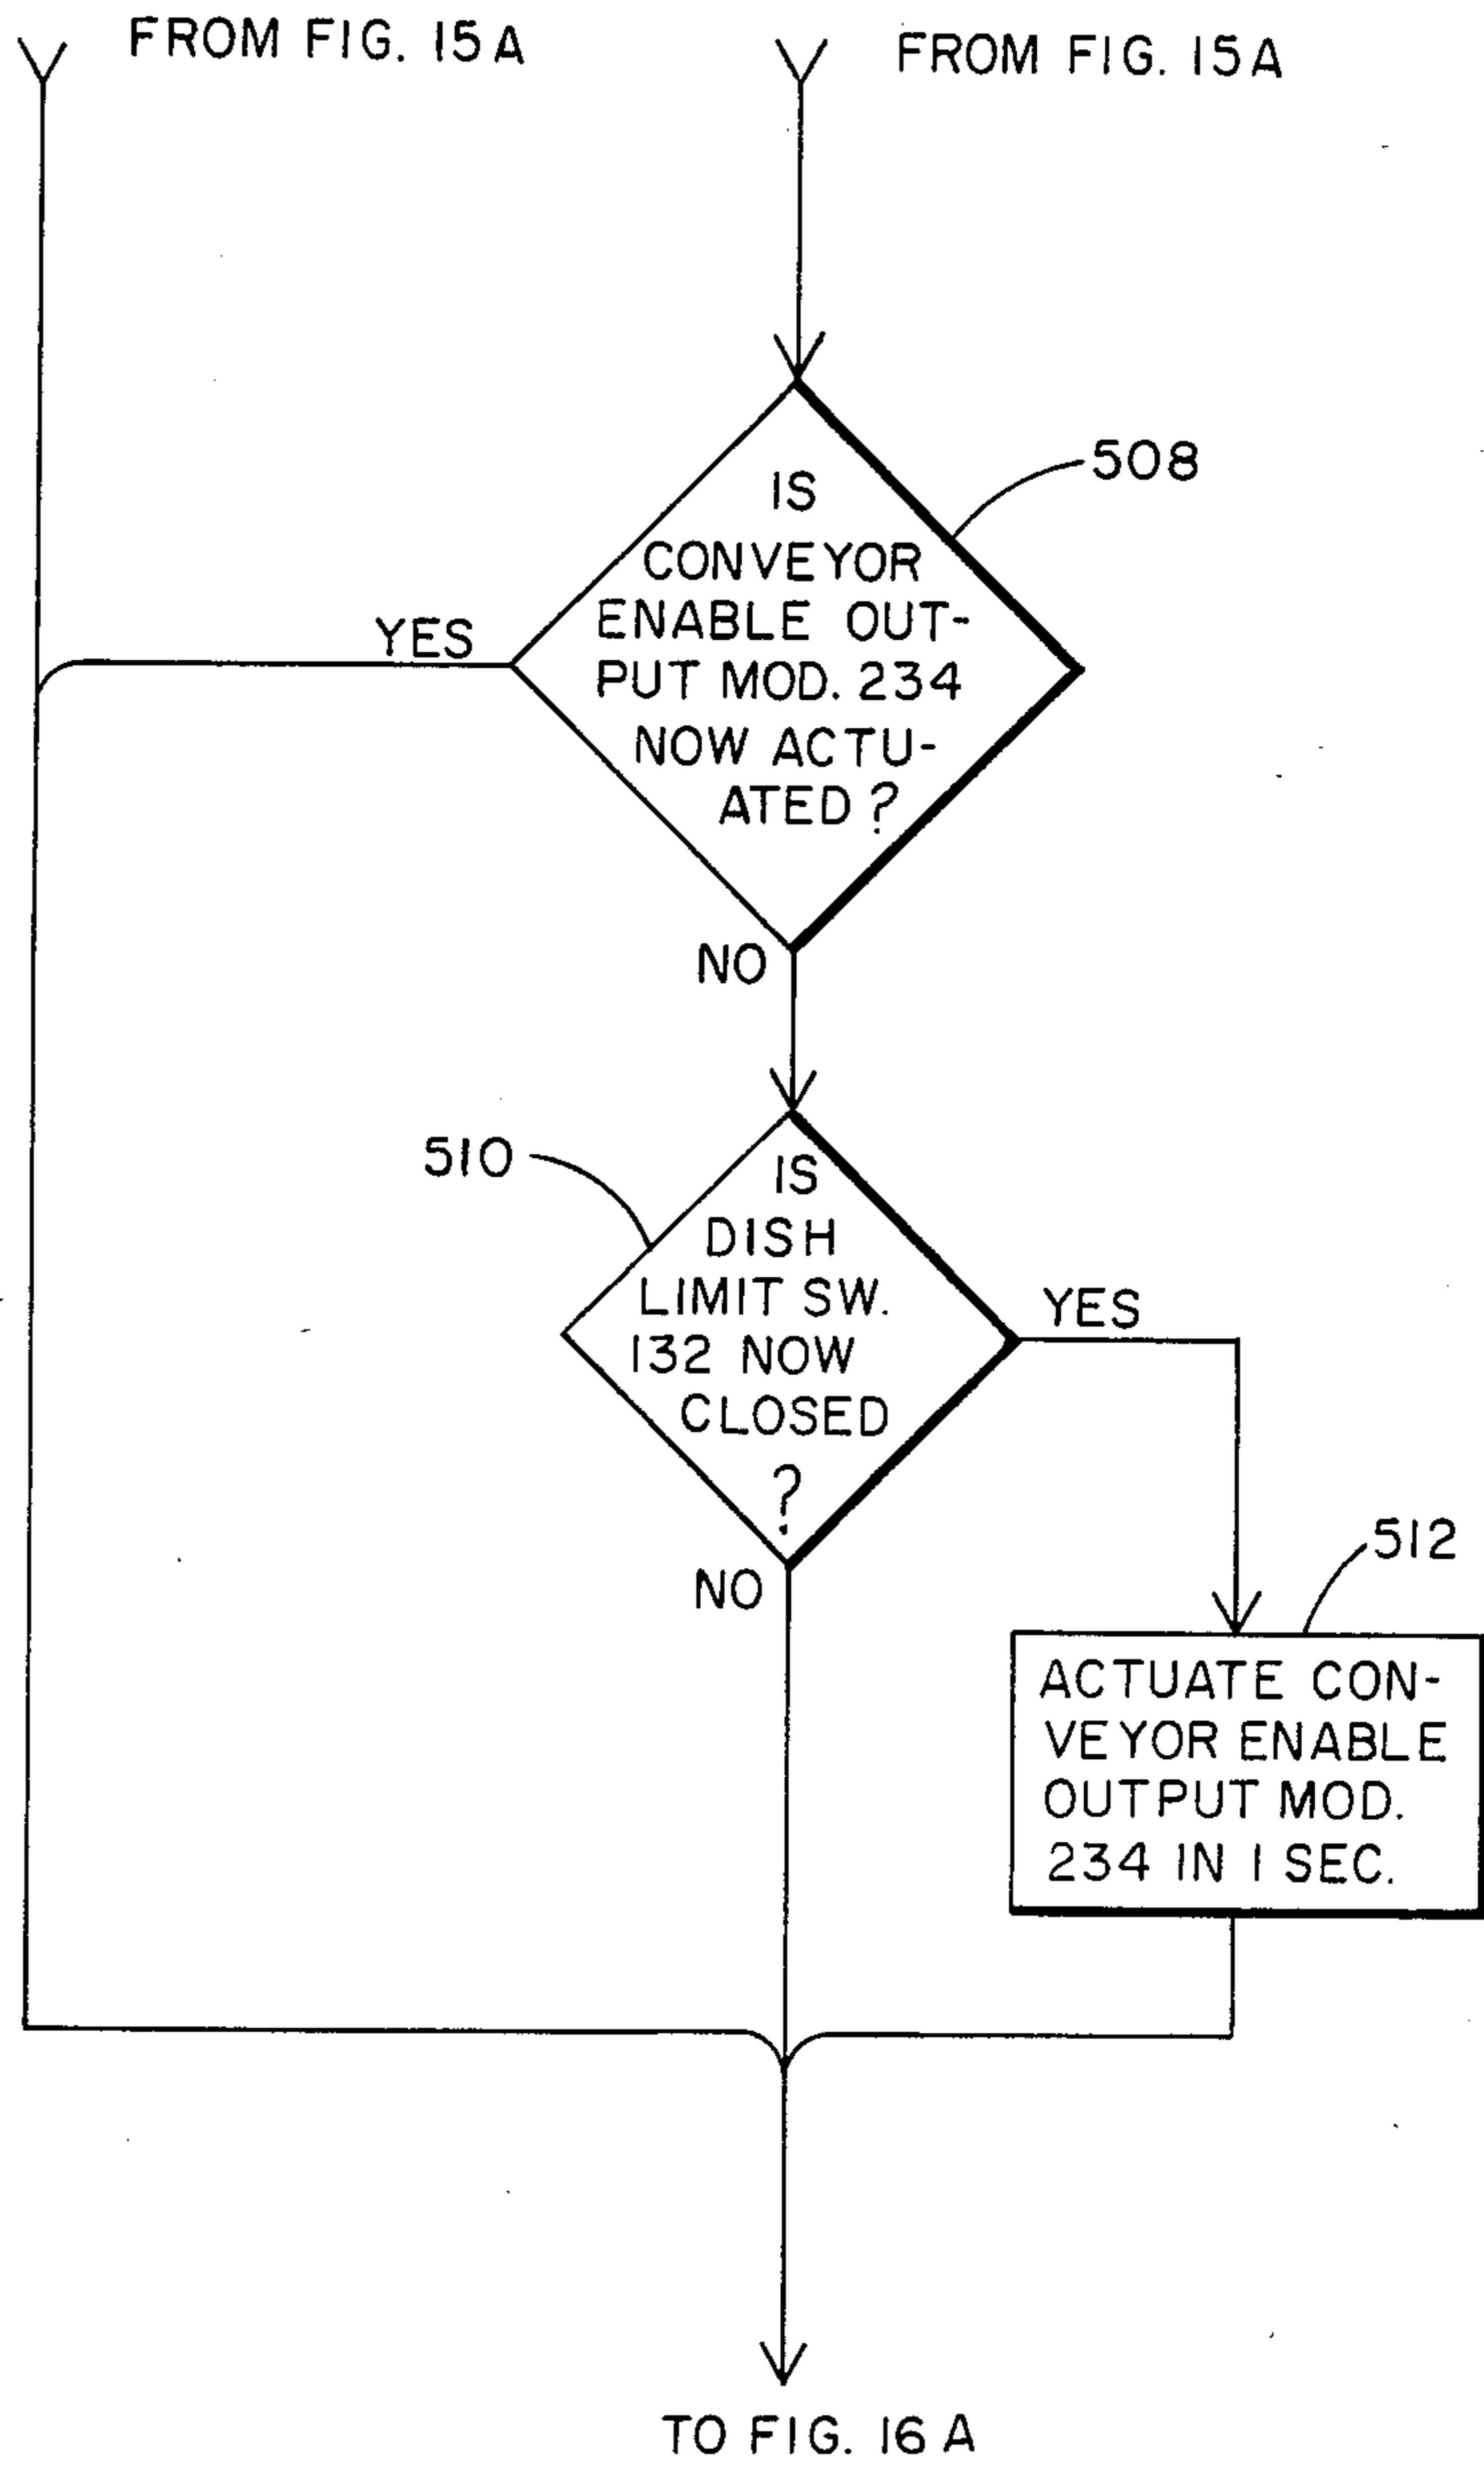 FROM FIG. 15A
FROM FIG. 15A
508
IS
CONVEYOR
ENABLE OUT-
PUT MOD. 234
NOW ACTU-
ATED?
YES
NO
510
IS
DISH
LIMIT SW.
132 NOW
CLOSED
?
YES
NO
512
ACTUATE CON-
VEYOR ENABLE
OUTPUT MOD.
234 IN 1 SEC.
TO FIG. 16A